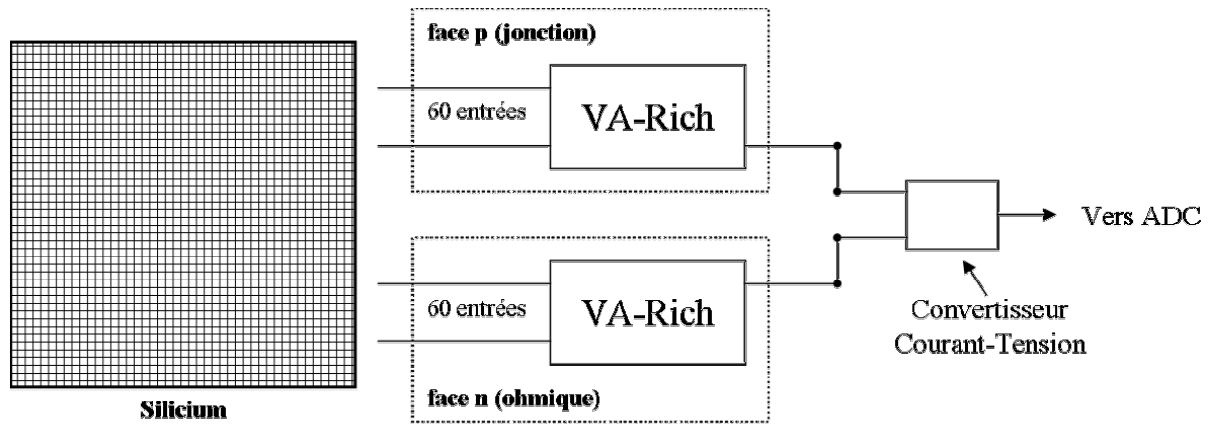 face p (jonction)
60 entrées
VA-Rich
Vers ADC
60 entrées
VA-Rich
Convertisseur
Courant-Tension
face n (ohmique)
Silicium